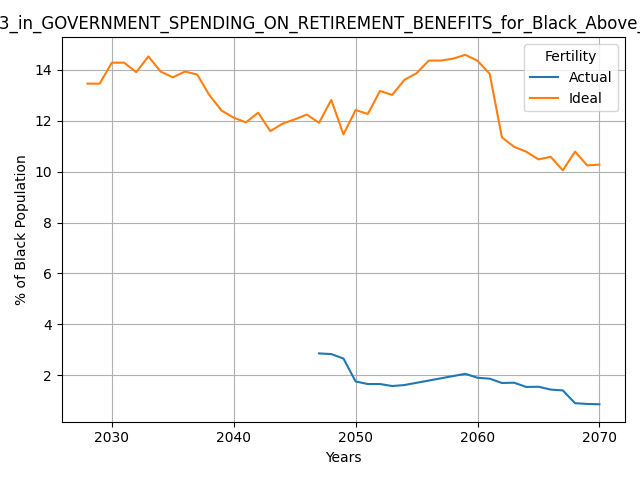 3_in_GOVERNMENT_SPENDING_ON_RETIREMENT_BENEFITS_for_Black_Above_
Fertility
Actual
Ideal
% of Black Population
14
12
10
8
6
4
2
2030
2040
2050
2060
2070
Years